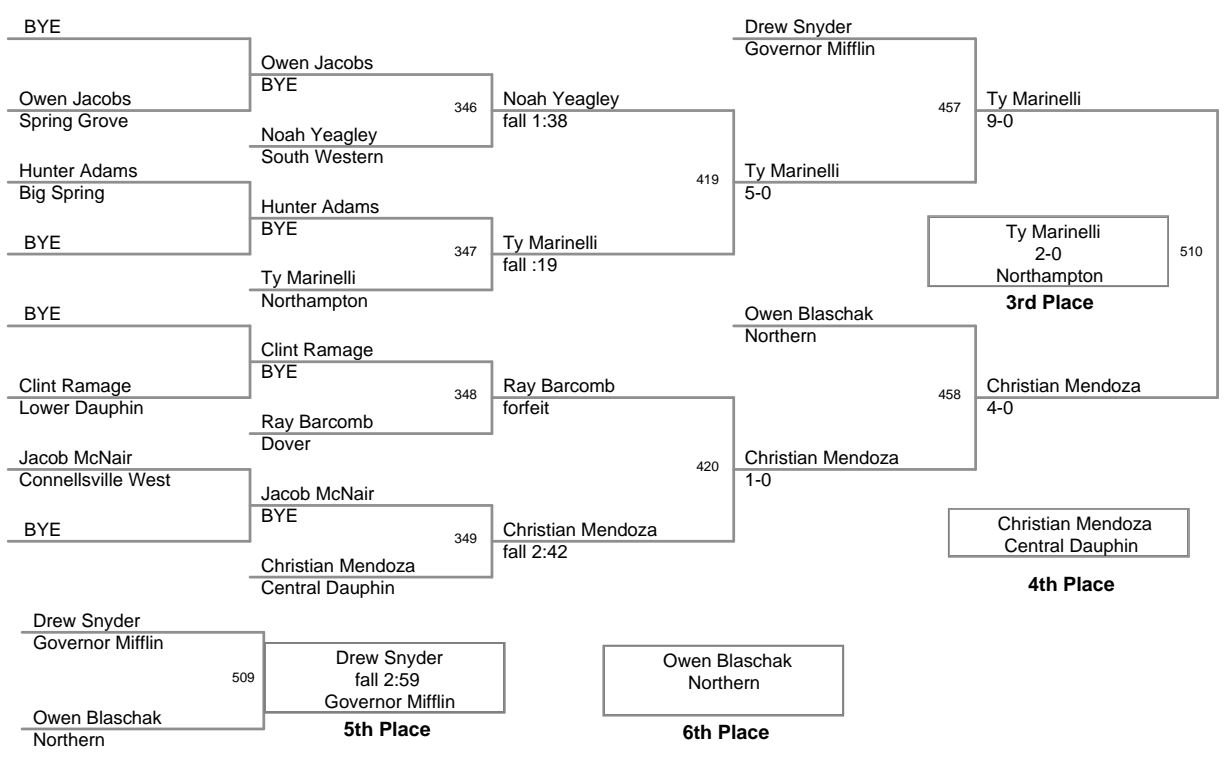 BYE
Owen Jacobs
Spring Grove
Hunter Adams
Big Spring
BYE
BYE
Clint Ramage
Lower Dauphin
Jacob McNair
Connellsville West
BYE
Owen Jacobs
BYE
346
Noah Yeagley
South Western
Hunter Adams
BYE
347
Ty Marinelli
Northampton
Clint Ramage
BYE
348
Ray Barcomb
Dover
Jacob McNair
BYE
349
Christian Mendoza
Central Dauphin
Noah Yeagley
fall 1:38
419
Ty Marinelli
fall :19
Ray Barcomb
forfeit
420
Christian Mendoza
fall 2:42
Drew Snyder
Governor Mifflin
457
Ty Marinelli
5-0
Owen Blaschak
Northern
458
Christian Mendoza
1-0
Ty Marinelli
9-0
Christian Mendoza
4-0
510
Ty Marinelli
2-0
Northampton
3rd Place
Christian Mendoza
Central Dauphin
4th Place
Drew Snyder
Governor Mifflin
509
Owen Blaschak
Northern
Drew Snyder
fall 2:59
Governor Mifflin
5th Place
Owen Blaschak
Northern
6th Place